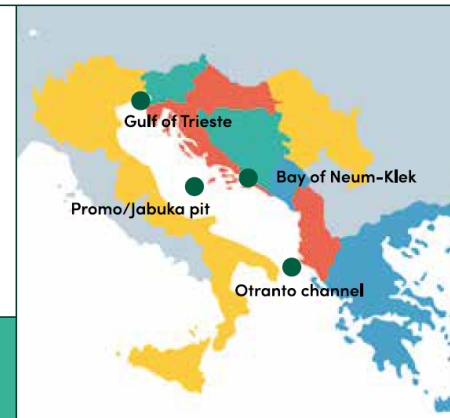 Gulf of Trieste
Bay of Neum-Klek
Promo/Jabuka pit
Otranto channel